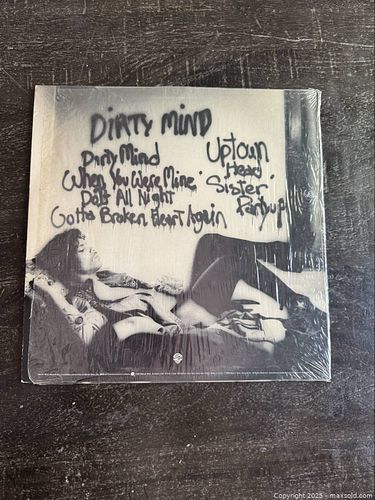 DIRTY MIND
Dirty Mind
When You Were Mine
Do It All Night
Gotta Broken Heart Again
Uptown
Head
Sister
Partyup
Copyright 2025 - maxsold.com